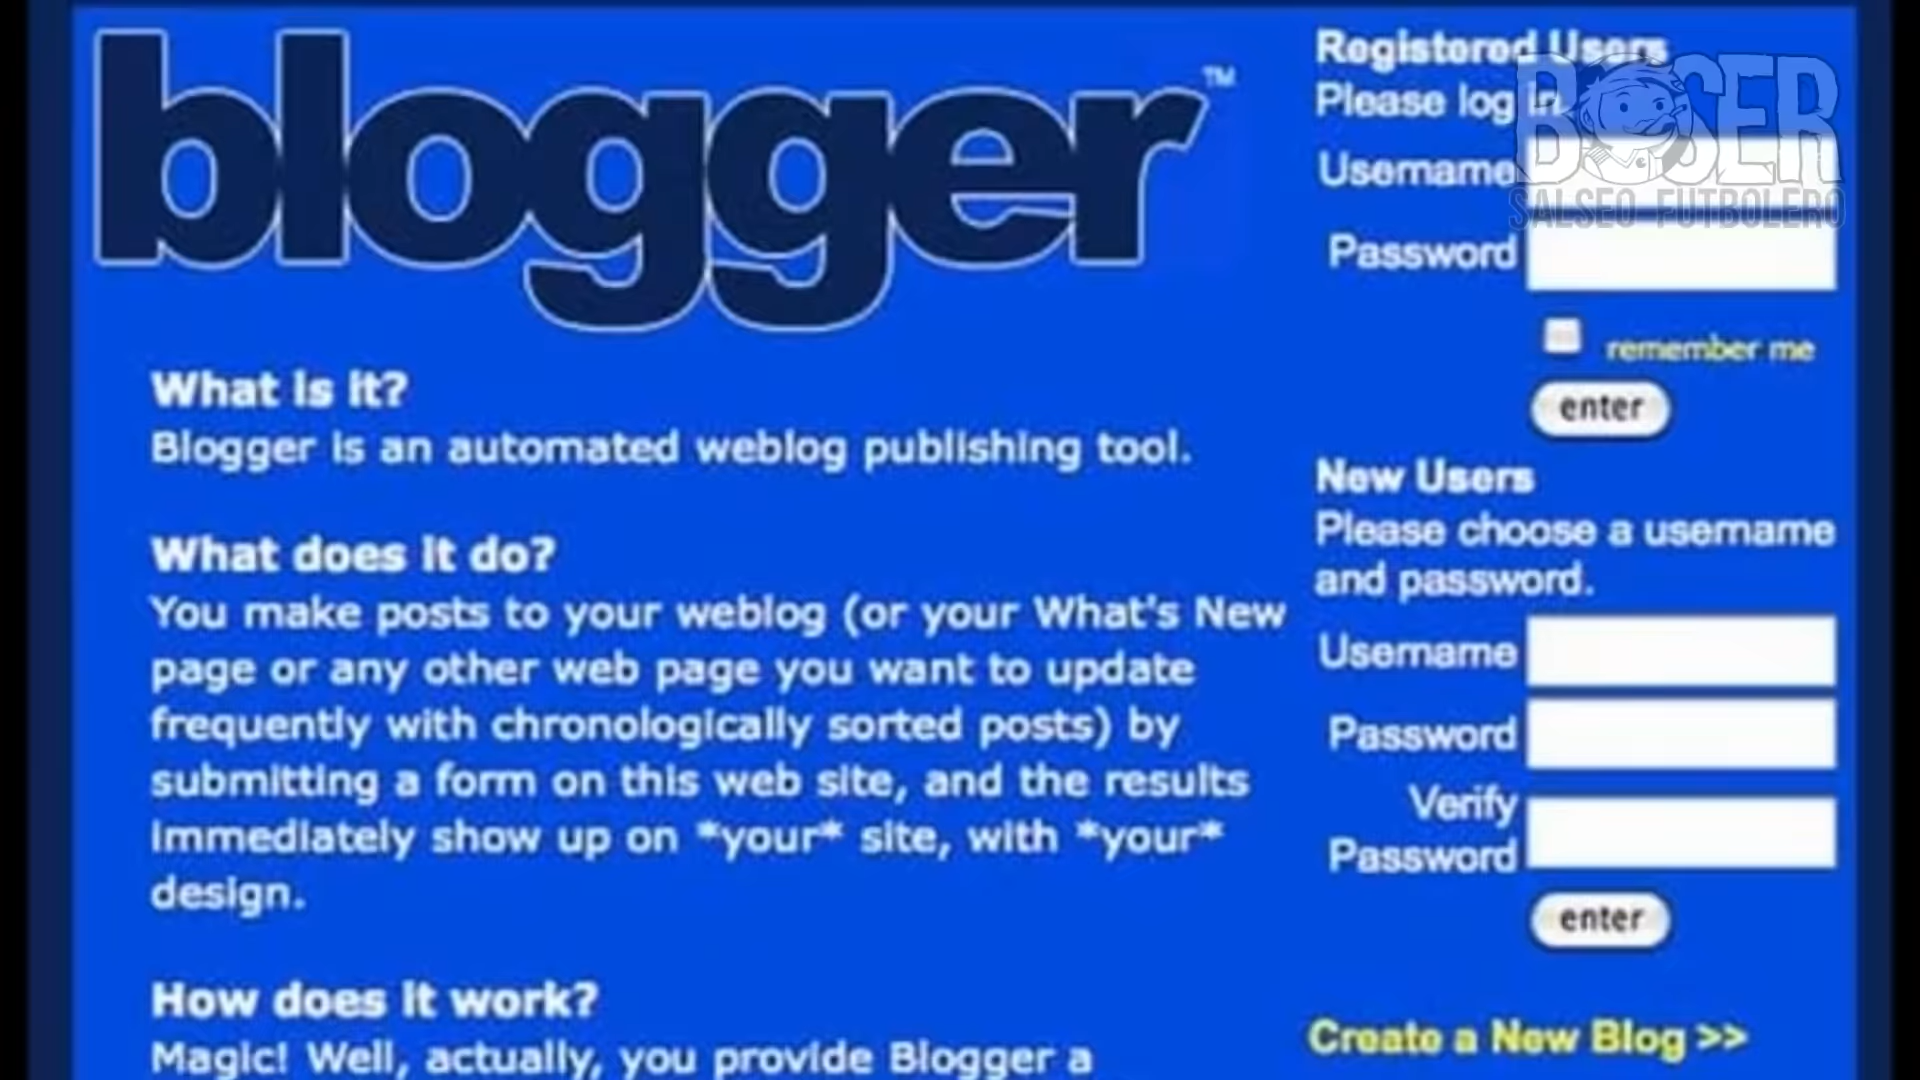 blogger™
What is it?
Blogger is an automated weblog publishing tool.
What does it do?
You make posts to your weblog (or your What's New
page or any other web page you want to update
frequently with chronologically sorted posts) by
submitting a form on this web site, and the results
immediately show up on *your* site, with *your*
design.
How does it work?
Magic! Well, actually, you provide Blogger a
Registered Users
Please log in
Username
Password
remember me
enter
New Users
Please choose a username
and password.
Username
Password
Verify
Password
enter
Create a New Blog >>
BOSER
SALSEO FUTBOLERO